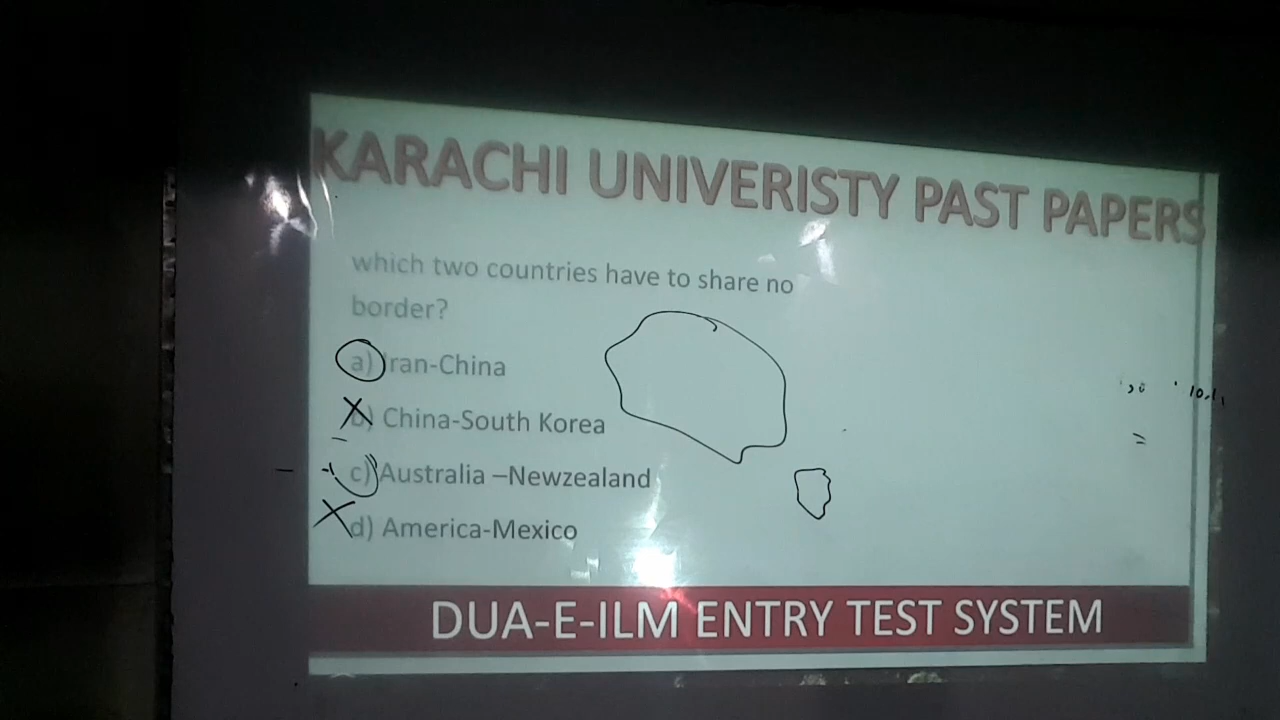 KARACHI UNIVERISTY PAST PAPERS
which two countries have to share no
border?
a) Iran-China
b) China-South Korea
c) Australia –Newzealand
d) America-Mexico
DUA-E-ILM ENTRY TEST SYSTEM